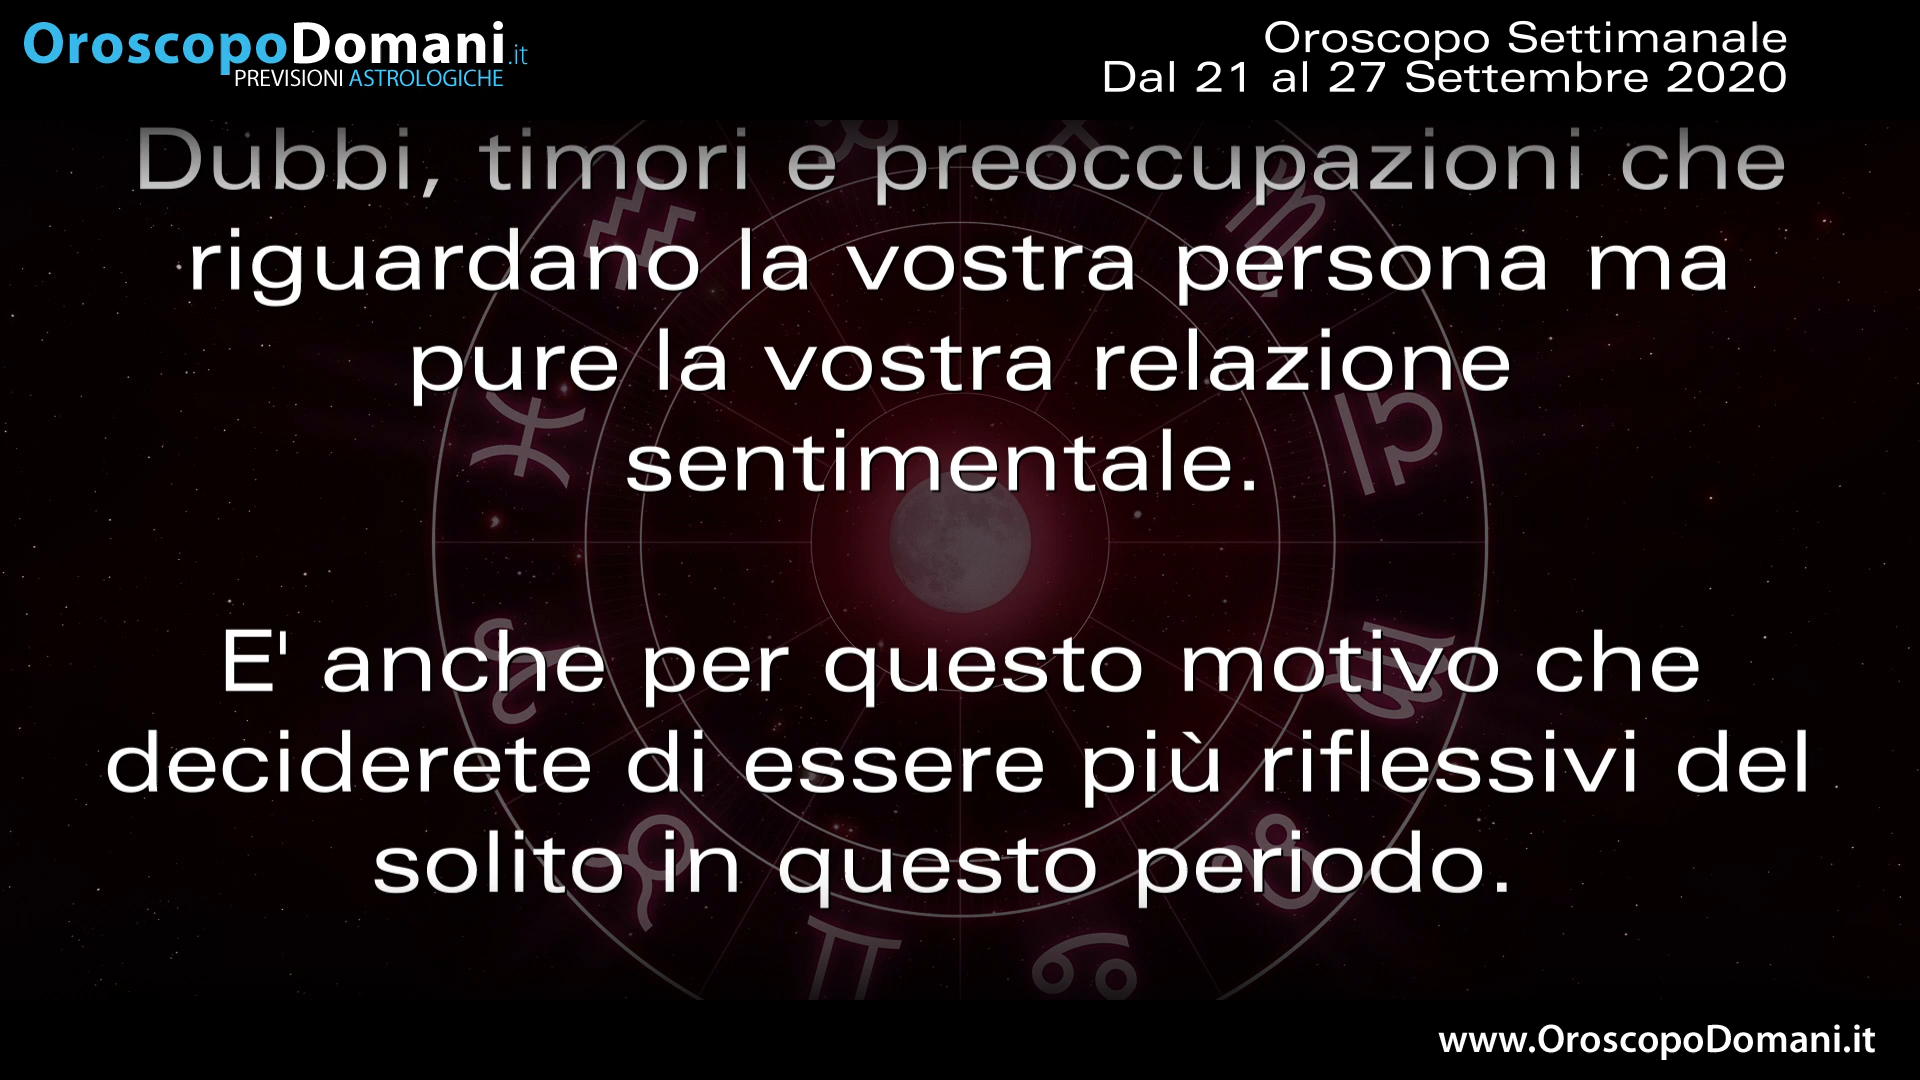 OroscopoDomani.it
PREVISIONI ASTROLOGICHE
Oroscopo Settimanale
Dal 21 al 27 Settembre 2020
Dubbi, timori e preoccupazioni che
riguardano la vostra persona ma
pure la vostra relazione
sentimentale.
E' anche per questo motivo che
deciderete di essere più riflessivi del
solito in questo periodo.
www.OroscopoDomani.it